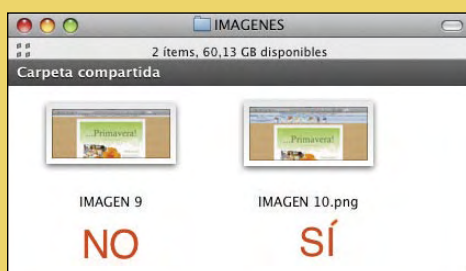 IMAGENES
2 ítems, 60,13 GB disponibles
Carpeta compartida
...Primavera! ...Primavera!
IMAGEN 9 IMAGEN 10.png
NO SÍ